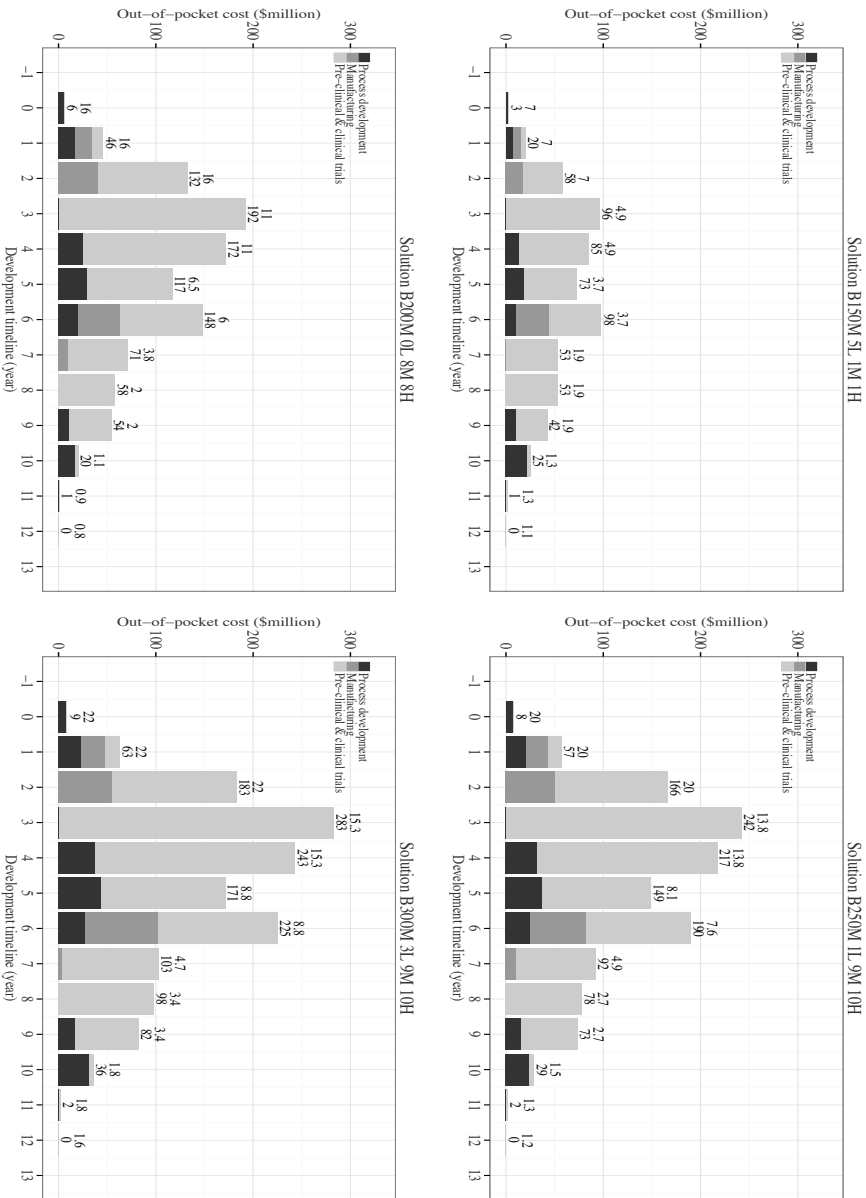 Solution B150M 5L 1M 1H
Process development
Manufacturing
Pre−clinical & clinical trials
Out−of−pocket cost ($million)
300
200
100
0
7 7 7 4.9 4.9 3.7 3.7 1.9 1.9 1.9 1.3 1.3 1.1
3 20 58 96 85 73 98 53 53 42 25 1 0
−1 0 1 2 3 4 5 6 7 8 9 10 11 12 13
Development timeline (year)
Solution B250M 1L 9M 10H
Process development
Manufacturing
Pre−clinical & clinical trials
Out−of−pocket cost ($million)
300
200
100
0
20 20 20 13.8 13.8 8.1 7.6 4.9 2.7 2.7 1.5 1.3 1.2
8 57 166 242 217 149 190 92 78 73 29 2 0
−1 0 1 2 3 4 5 6 7 8 9 10 11 12 13
Development timeline (year)
Solution B200M 0L 8M 8H
Process development
Manufacturing
Pre−clinical & clinical trials
Out−of−pocket cost ($million)
300
200
100
0
16 16 16 11 11 6.5 6 3.8 2 2 1.1 0.9 0.8
6 46 132 192 172 117 148 71 58 54 20 1 0
−1 0 1 2 3 4 5 6 7 8 9 10 11 12 13
Development timeline (year)
Solution B300M 3L 9M 10H
Process development
Manufacturing
Pre−clinical & clinical trials
Out−of−pocket cost ($million)
300
200
100
0
22 22 22 15.3 15.3 8.8 8.8 4.7 3.4 3.4 1.8 1.8 1.6
9 63 183 283 243 171 225 103 98 82 36 2 0
−1 0 1 2 3 4 5 6 7 8 9 10 11 12 13
Development timeline (year)